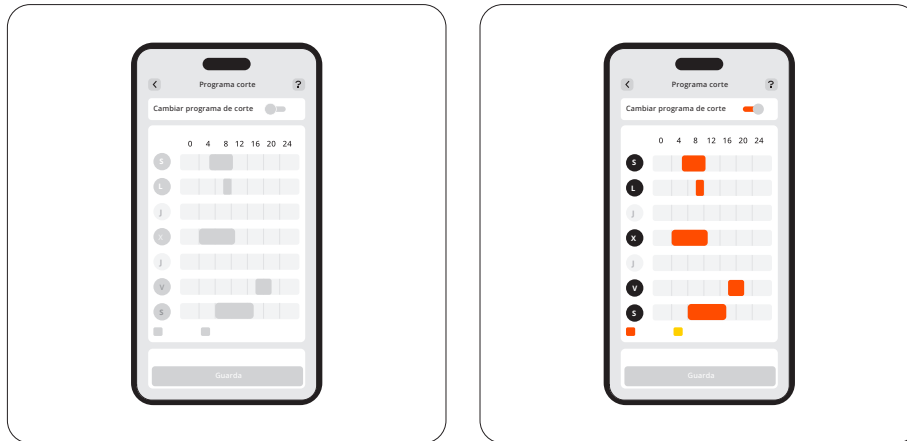 Programa corte ?
Cambiar programa de corte
0 4 8 12 16 20 24
S
L
J
X
J
V
S
Guarda
Programa corte ?
Cambiar programa de corte
0 4 8 12 16 20 24
S
L
J
X
J
V
S
Guarda